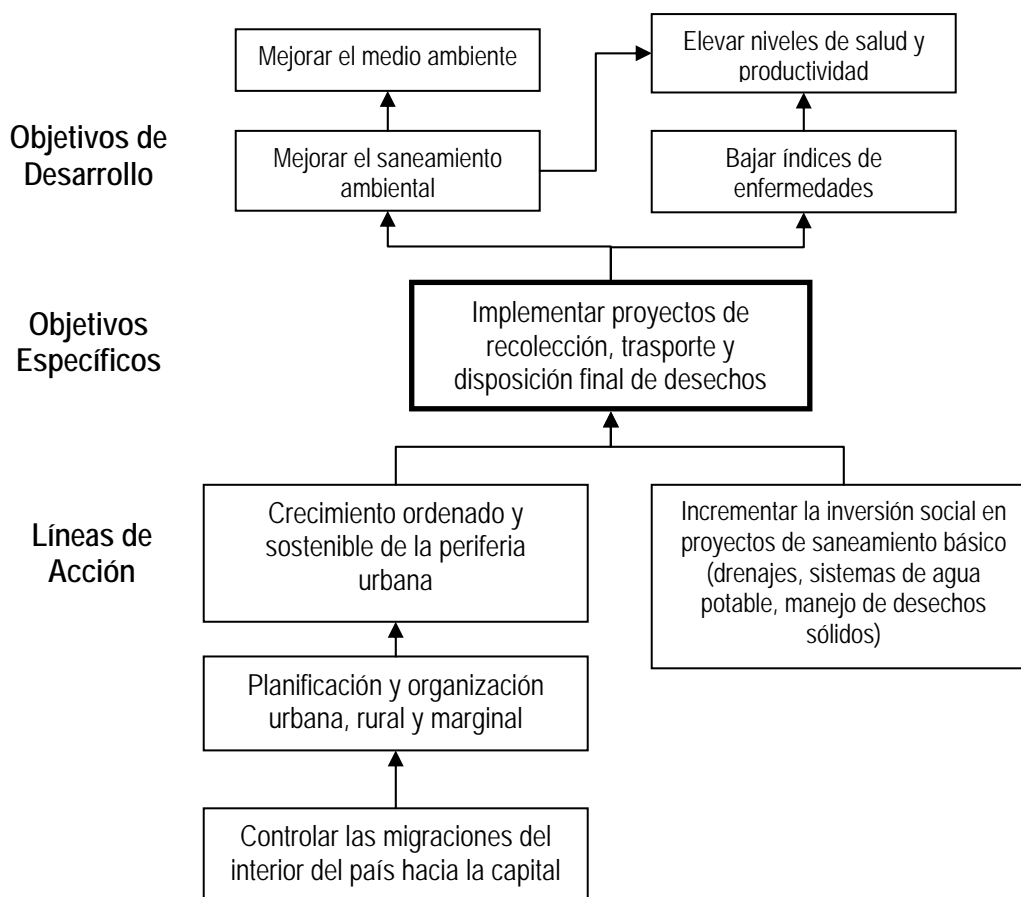 Mejorar el medio ambiente
Elevar niveles de salud y
productividad
Objetivos de
Desarrollo
Mejorar el saneamiento
ambiental
Bajar índices de
enfermedades
Objetivos
Específicos
Implementar proyectos de
recolección, trasporte y
disposición final de desechos
Líneas de
Acción
Crecimiento ordenado y
sostenible de la periferia
urbana
Incrementar la inversión social en
proyectos de saneamiento básico
(drenajes, sistemas de agua
potable, manejo de desechos
sólidos)
Planificación y organización
urbana, rural y marginal
Controlar las migraciones del
interior del país hacia la capital